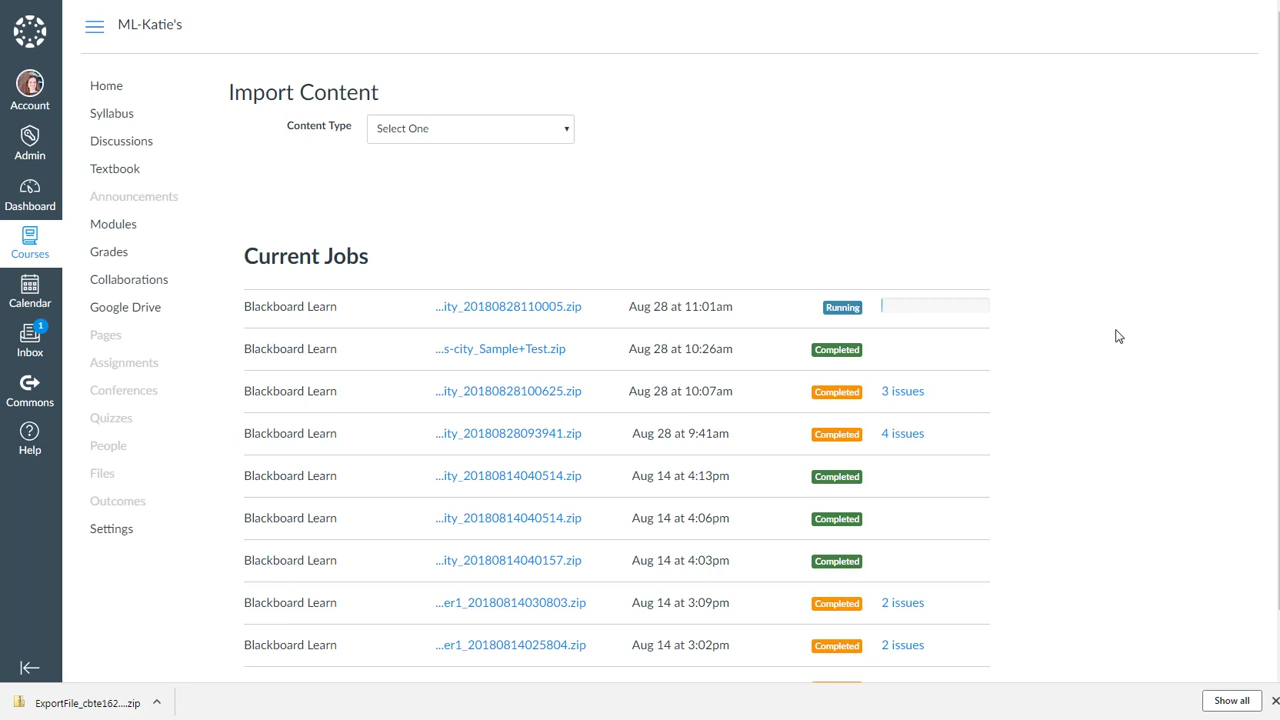 ML-Katie's
Account
Admin
Dashboard
Courses
Calendar
1
Inbox
Commons
Help
Home
Syllabus
Discussions
Textbook
Announcements
Modules
Grades
Collaborations
Google Drive
Pages
Assignments
Conferences
Quizzes
People
Files
Outcomes
Settings
Import Content
Content Type Select One
Current Jobs
Blackboard Learn ...ity_20180828110005.zip Aug 28 at 11:01am Running
Blackboard Learn ...s-city_Sample+Test.zip Aug 28 at 10:26am Completed
Blackboard Learn ...ity_20180828100625.zip Aug 28 at 10:07am Completed 3 issues
Blackboard Learn ...ity_20180828093941.zip Aug 28 at 9:41am Completed 4 issues
Blackboard Learn ...ity_20180814040514.zip Aug 14 at 4:13pm Completed
Blackboard Learn ...ity_20180814040514.zip Aug 14 at 4:06pm Completed
Blackboard Learn ...ity_20180814040157.zip Aug 14 at 4:03pm Completed
Blackboard Learn ...er1_20180814030803.zip Aug 14 at 3:09pm Completed 2 issues
Blackboard Learn ...er1_20180814025804.zip Aug 14 at 3:02pm Completed 2 issues
ExportFile_cbte162....zip
Show all